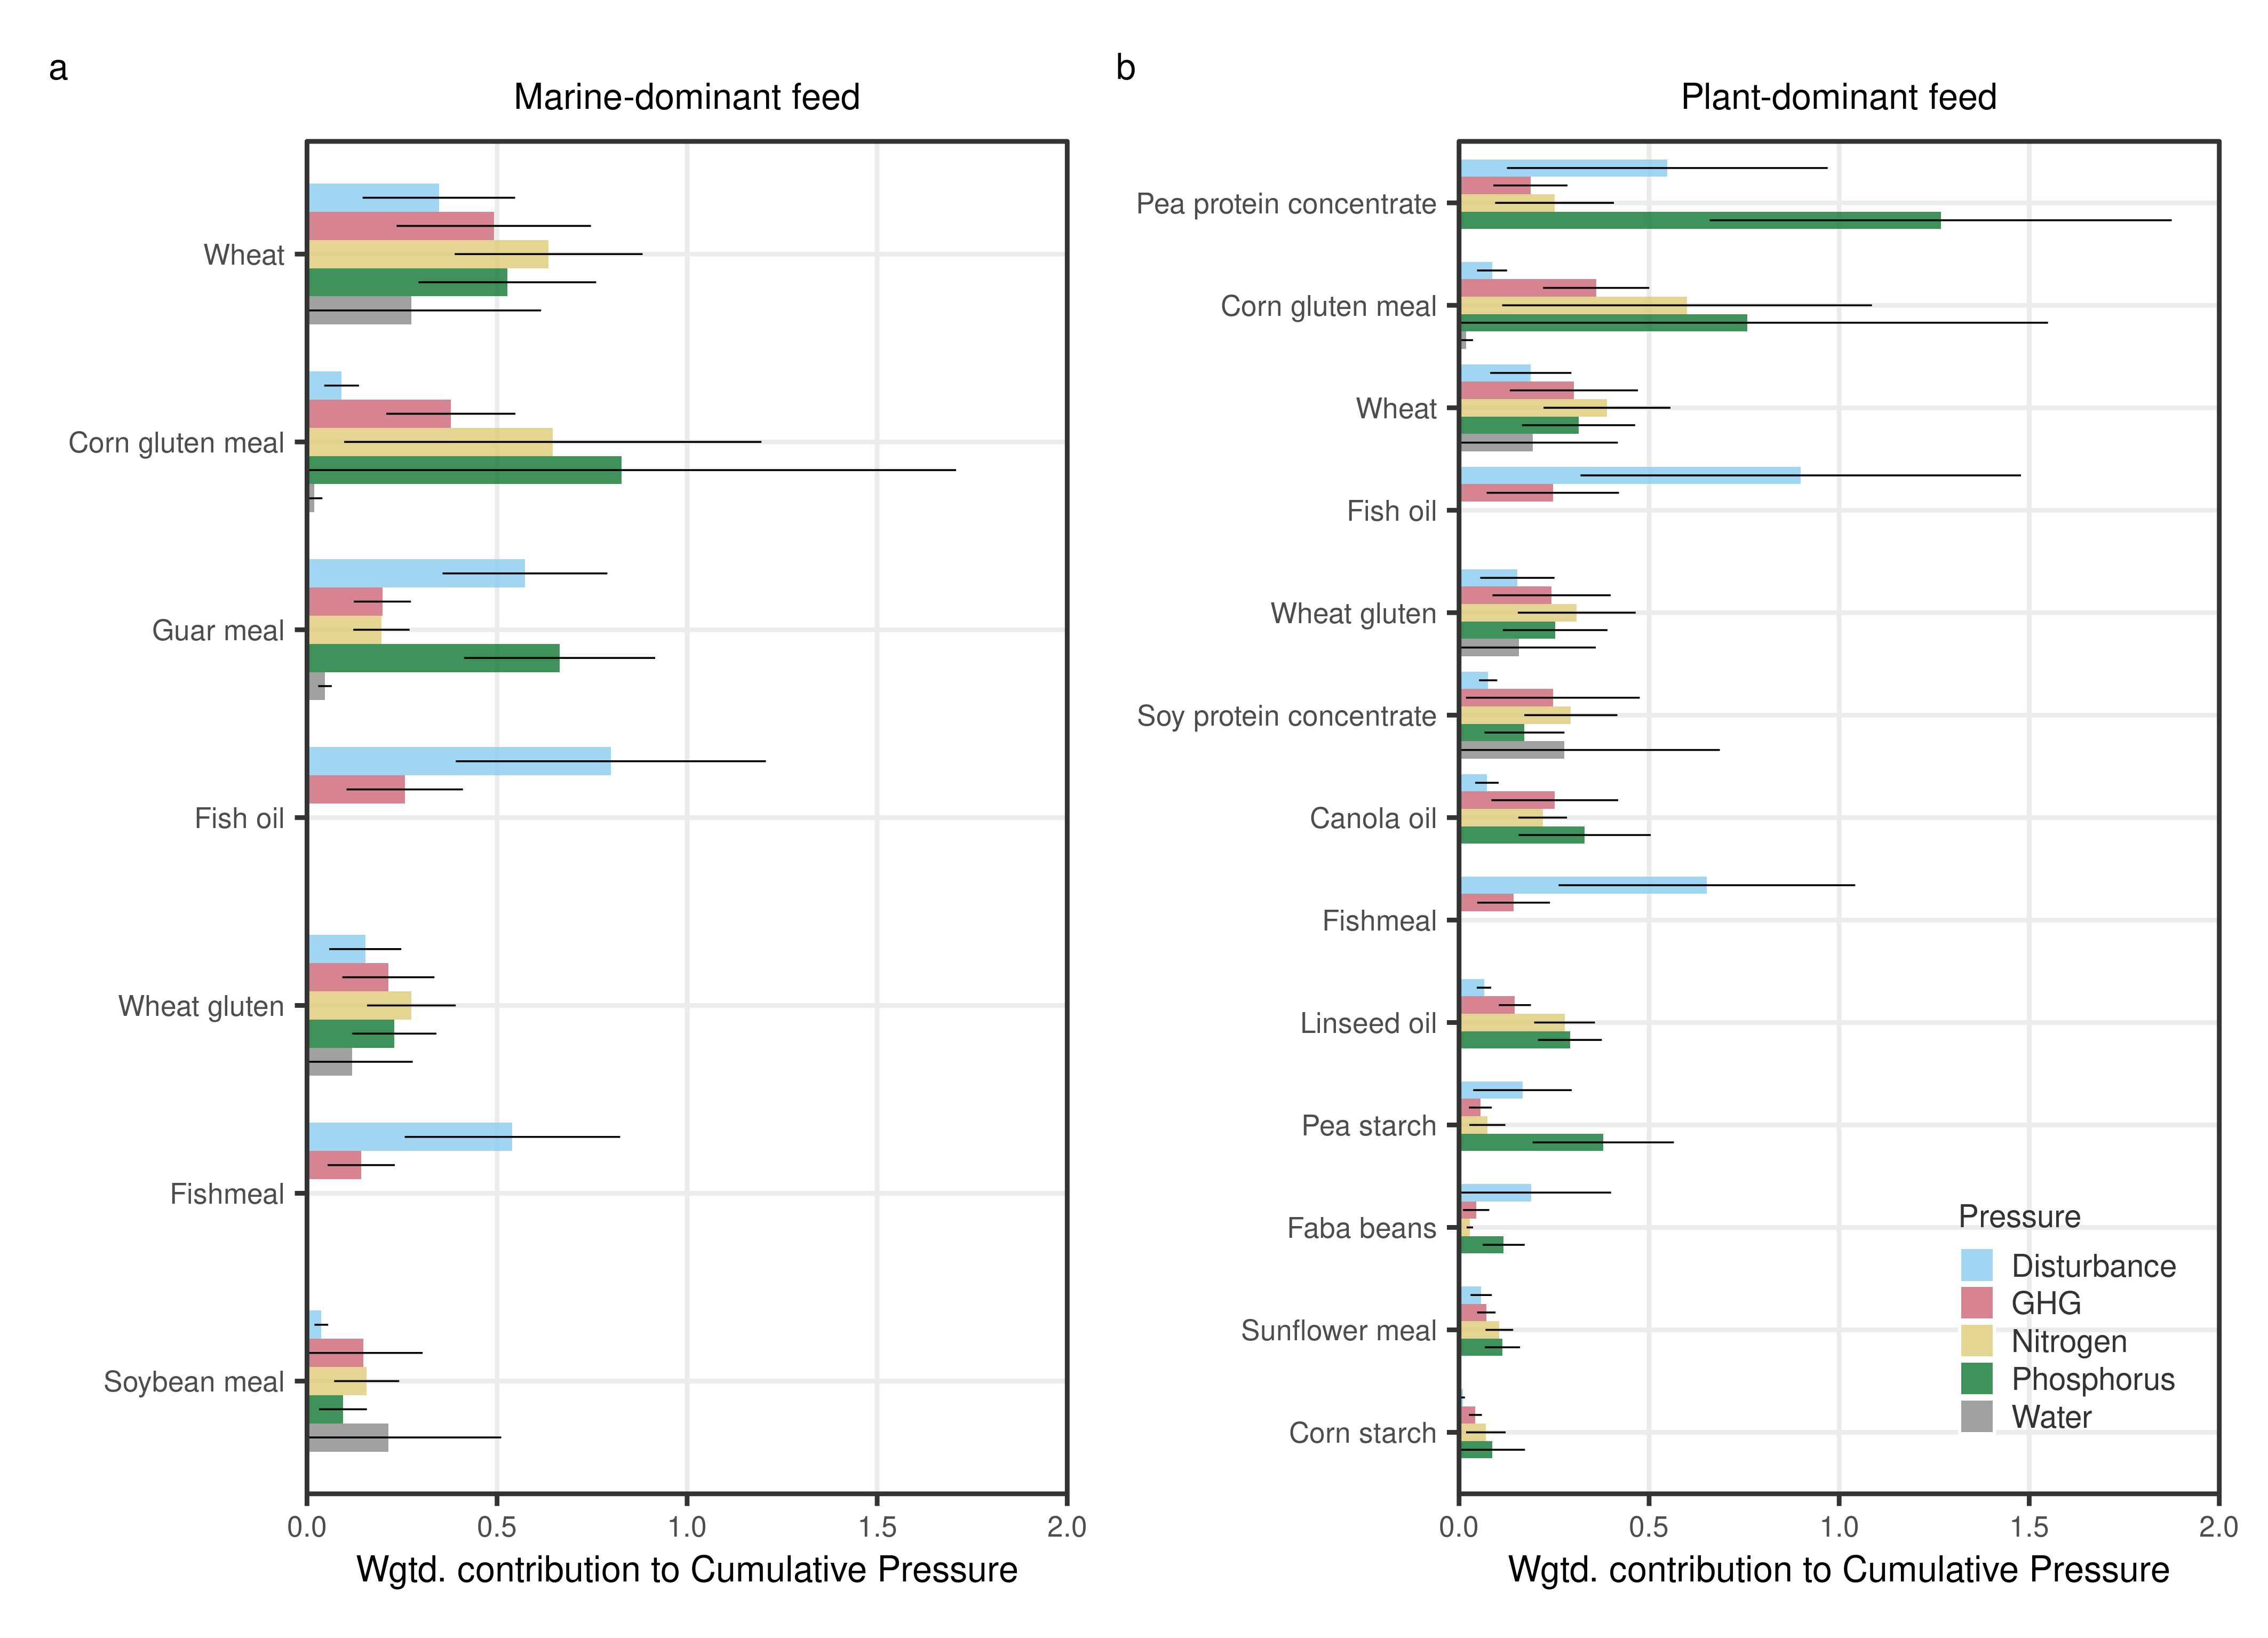 a
Marine-dominant feed
Wheat
Corn gluten meal
Guar meal
Fish oil
Wheat gluten
Fishmeal
Soybean meal
0.0 0.5 1.0 1.5 2.0
Wgtd. contribution to Cumulative Pressure
b
Plant-dominant feed
Pea protein concentrate
Corn gluten meal
Wheat
Fish oil
Wheat gluten
Soy protein concentrate
Canola oil
Fishmeal
Linseed oil
Pea starch
Faba beans
Sunflower meal
Corn starch
Pressure
Disturbance
GHG
Nitrogen
Phosphorus
Water
0.0 0.5 1.0 1.5 2.0
Wgtd. contribution to Cumulative Pressure